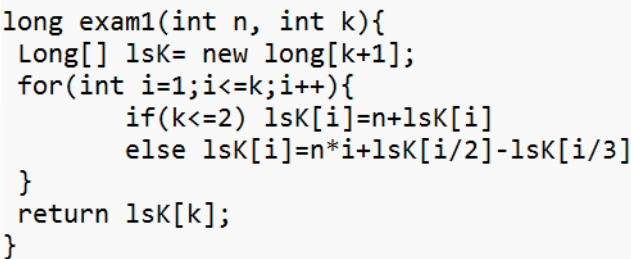 long exam1(int n, int k){
Long[] lsK= new long[k+1];
for(int i=1;i<=k;i++){
if(k<=2) lsK[i]=n+lsK[i]
else lsK[i]=n*i+lsK[i/2]-lsK[i/3]
}
return lsK[k];
}